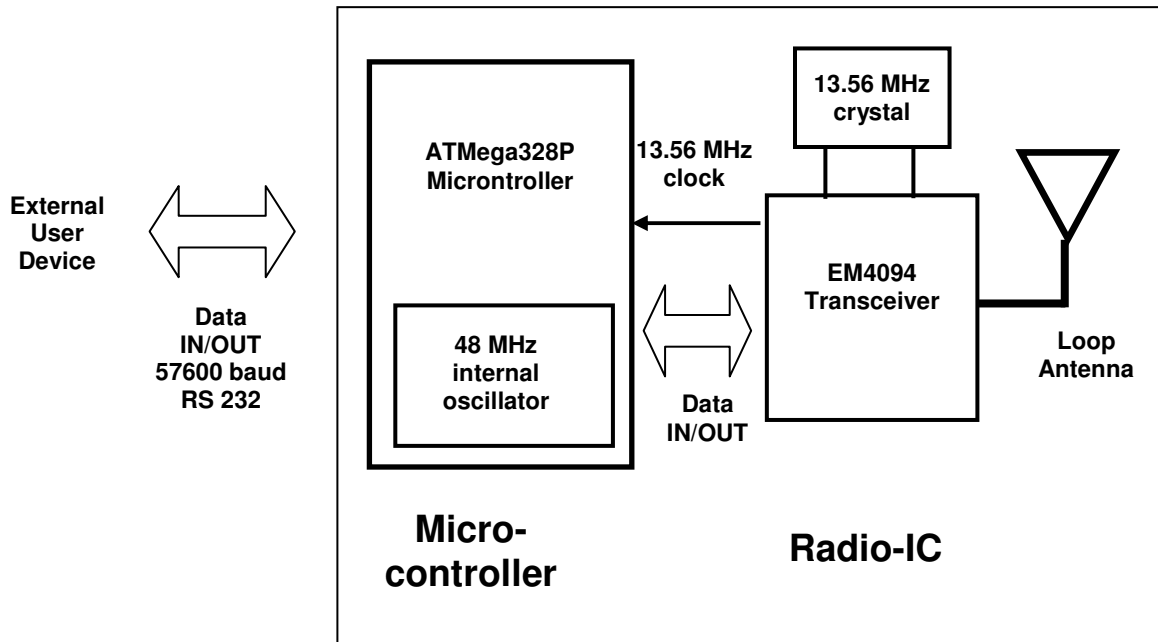 External
User
Device
Data
IN/OUT
57600 baud
RS 232
ATMega328P
Microntroller
48 MHz
internal
oscillator
13.56 MHz
clock
Data
IN/OUT
13.56 MHz
crystal
EM4094
Transceiver
Loop
Antenna
Micro-
controller
Radio-IC